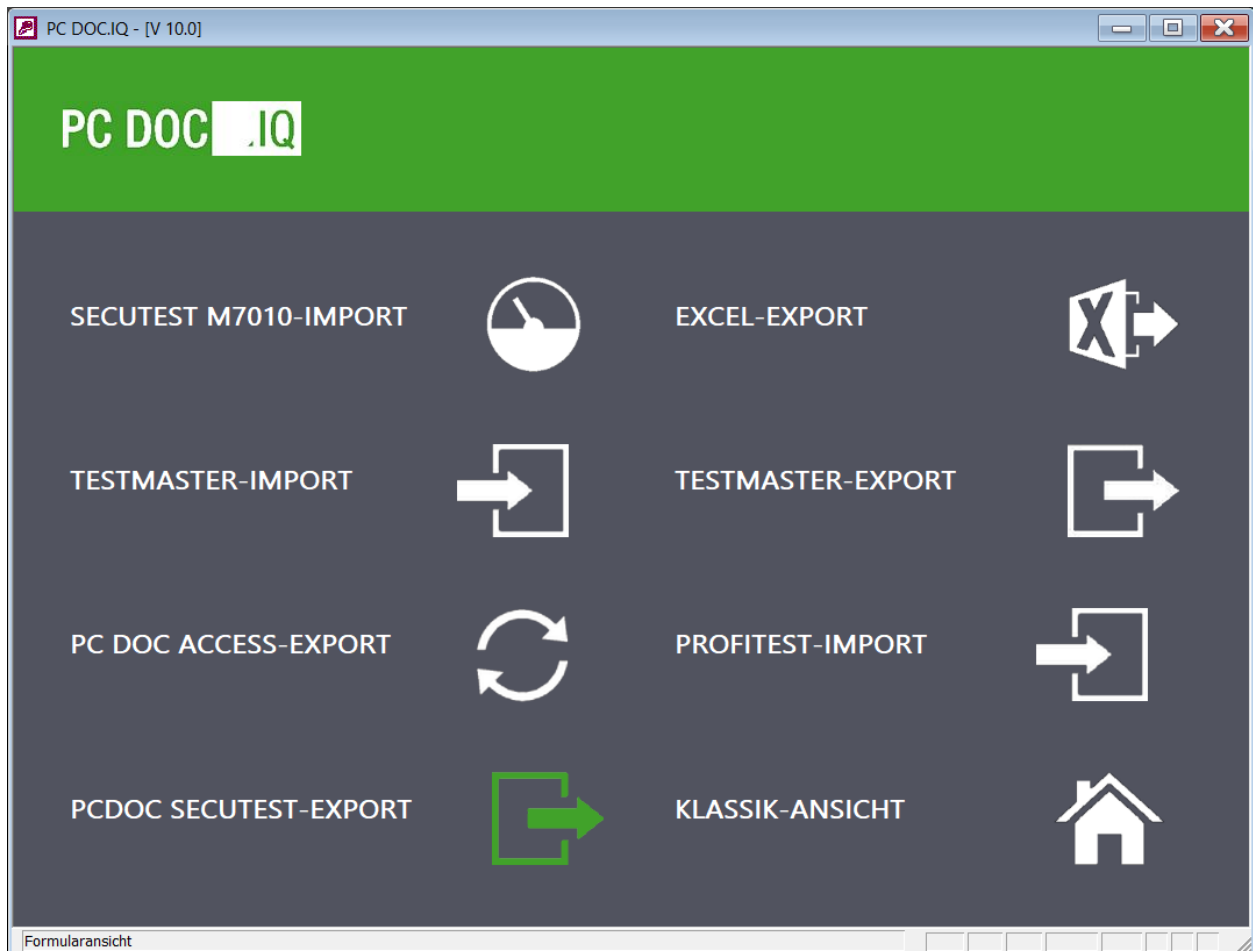 PC DOC.IQ - [V 10.0]
PC DOC .IQ
SECUTEST M7010-IMPORT
EXCEL-EXPORT
TESTMASTER-IMPORT
TESTMASTER-EXPORT
PC DOC ACCESS-EXPORT
PROFITEST-IMPORT
PCDOC SECUTEST-EXPORT
KLASSIK-ANSICHT
Formularansicht